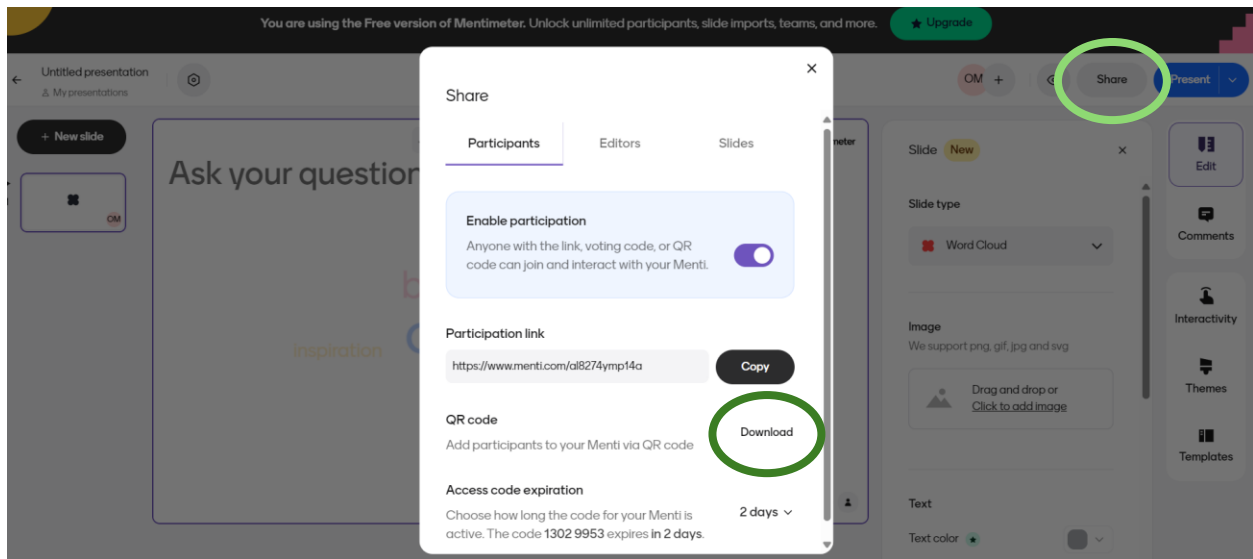 You are using the Free version of Mentimeter. Unlock unlimited participants, slide imports, teams, and more.
Upgrade
Untitled presentation
My presentations
OM +
Share
Present
+ New slide
OM
Ask your question
inspiration
Share
Participants
Editors
Slides
Enable participation
Anyone with the link, voting code, or QR
code can join and interact with your Menti.
Participation link
https://www.menti.com/al8274ymp14a
Copy
QR code
Add participants to your Menti via QR code
Download
Access code expiration
Choose how long the code for your Menti is
active. The code 1302 9953 expires in 2 days.
2 days
Slide New
Slide type
Word Cloud
Image
We support png, gif, jpg and svg
Drag and drop or
Click to add image
Text
Text color
Edit
Comments
Interactivity
Themes
Templates